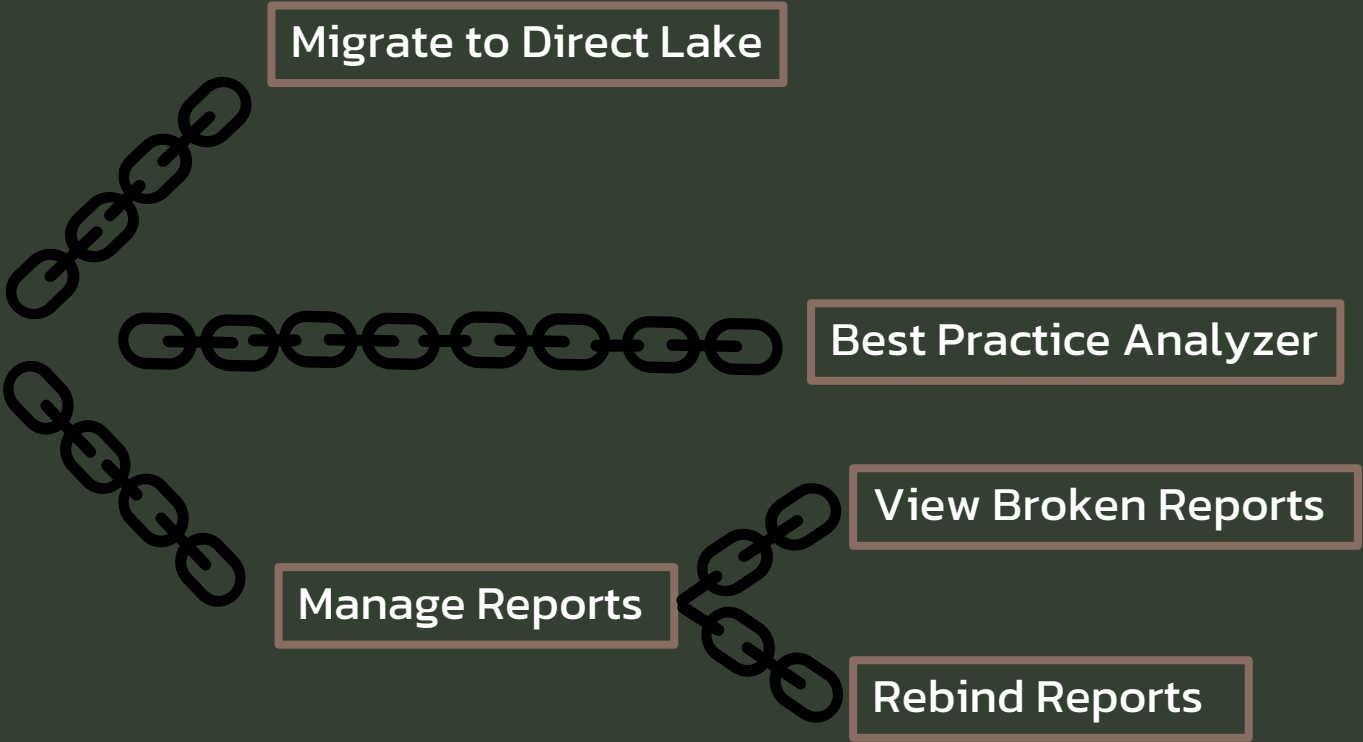 Migrate to Direct Lake
Best Practice Analyzer
View Broken Reports
Manage Reports
Rebind Reports